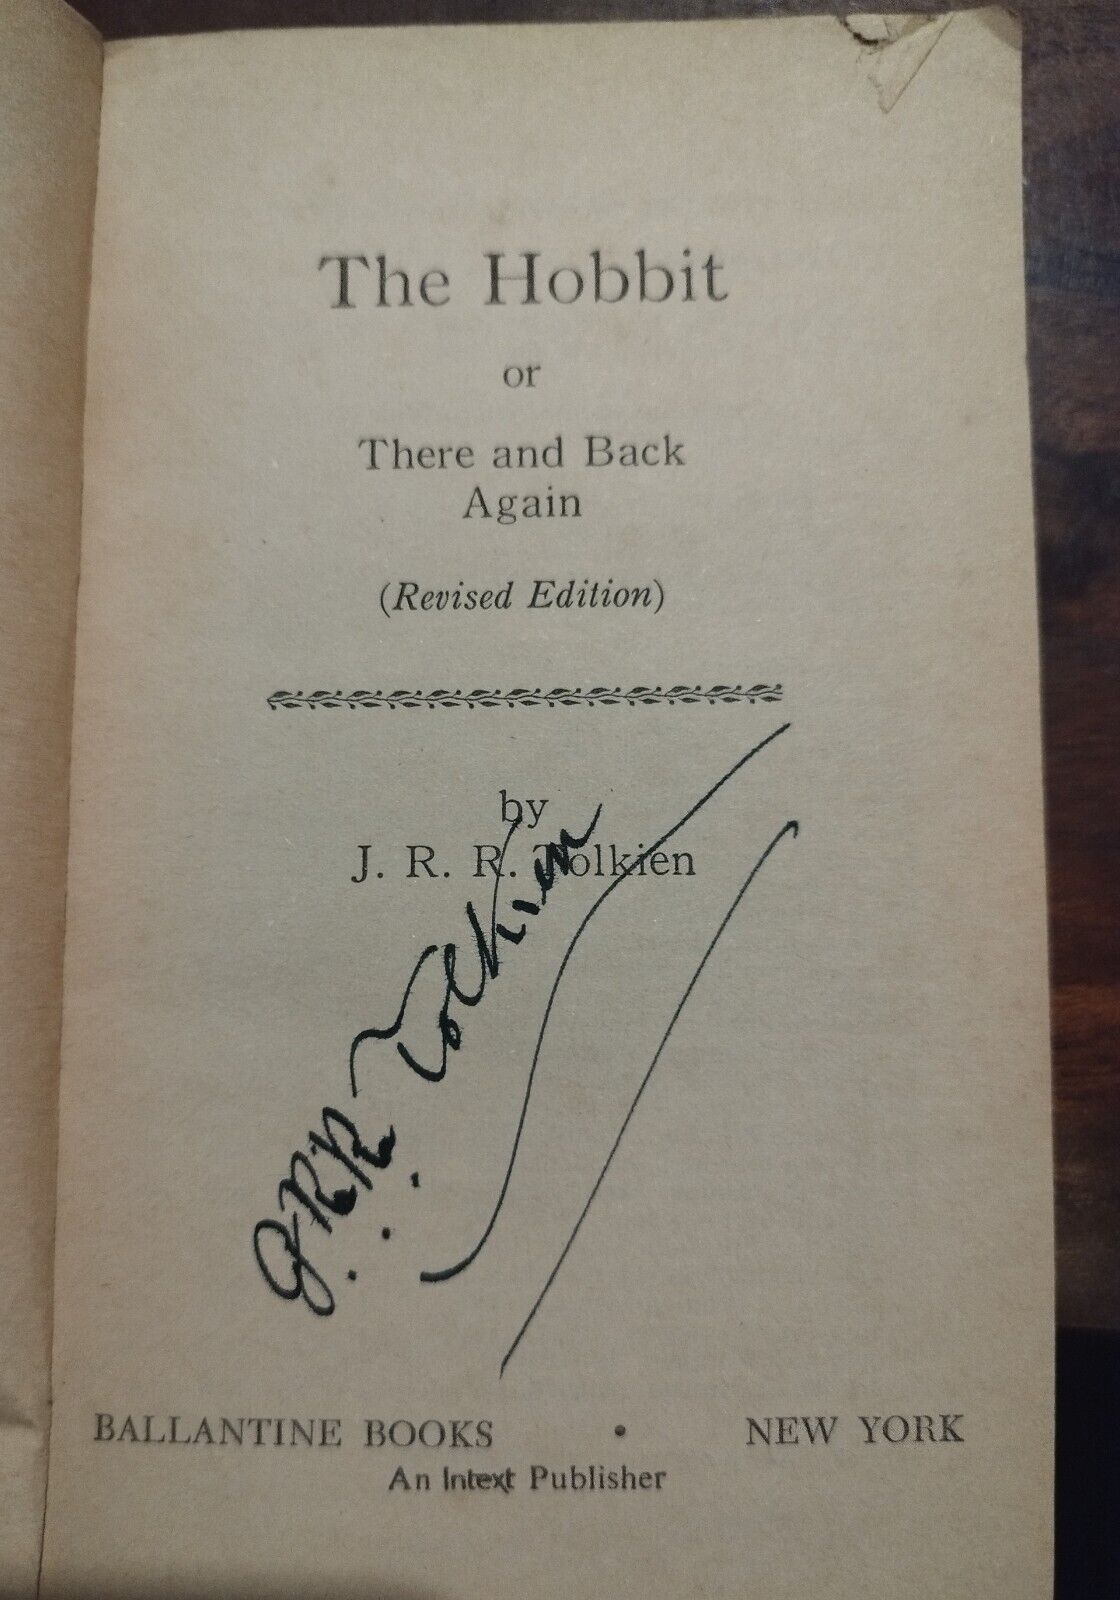 The Hobbit
or
There and Back
Again
(Revised Edition)
by
J. R. R. Tolkien
J.R.R. Tolkien
BALLANTINE BOOKS • NEW YORK
An Intext Publisher